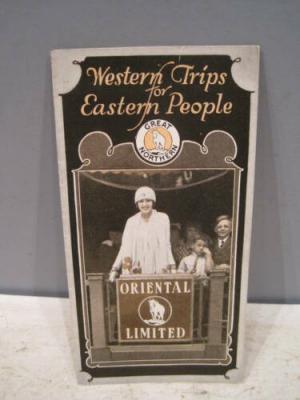 Western Trips
for
Eastern People
GREAT
NORTHERN
ORIENTAL
LIMITED